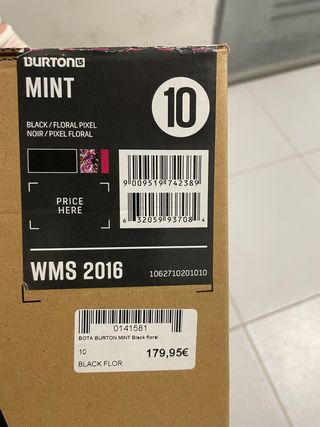 BURTON
MINT
10
BLACK / FLORAL PIXEL
NOIR / PIXEL FLORAL
9 009519 742389
PRICE
HERE
6 32059 93708 4
WMS 2016
1062710201010
0141581
BOTA BURTON MINT Black floral
10
179,95€
BLACK FLOR